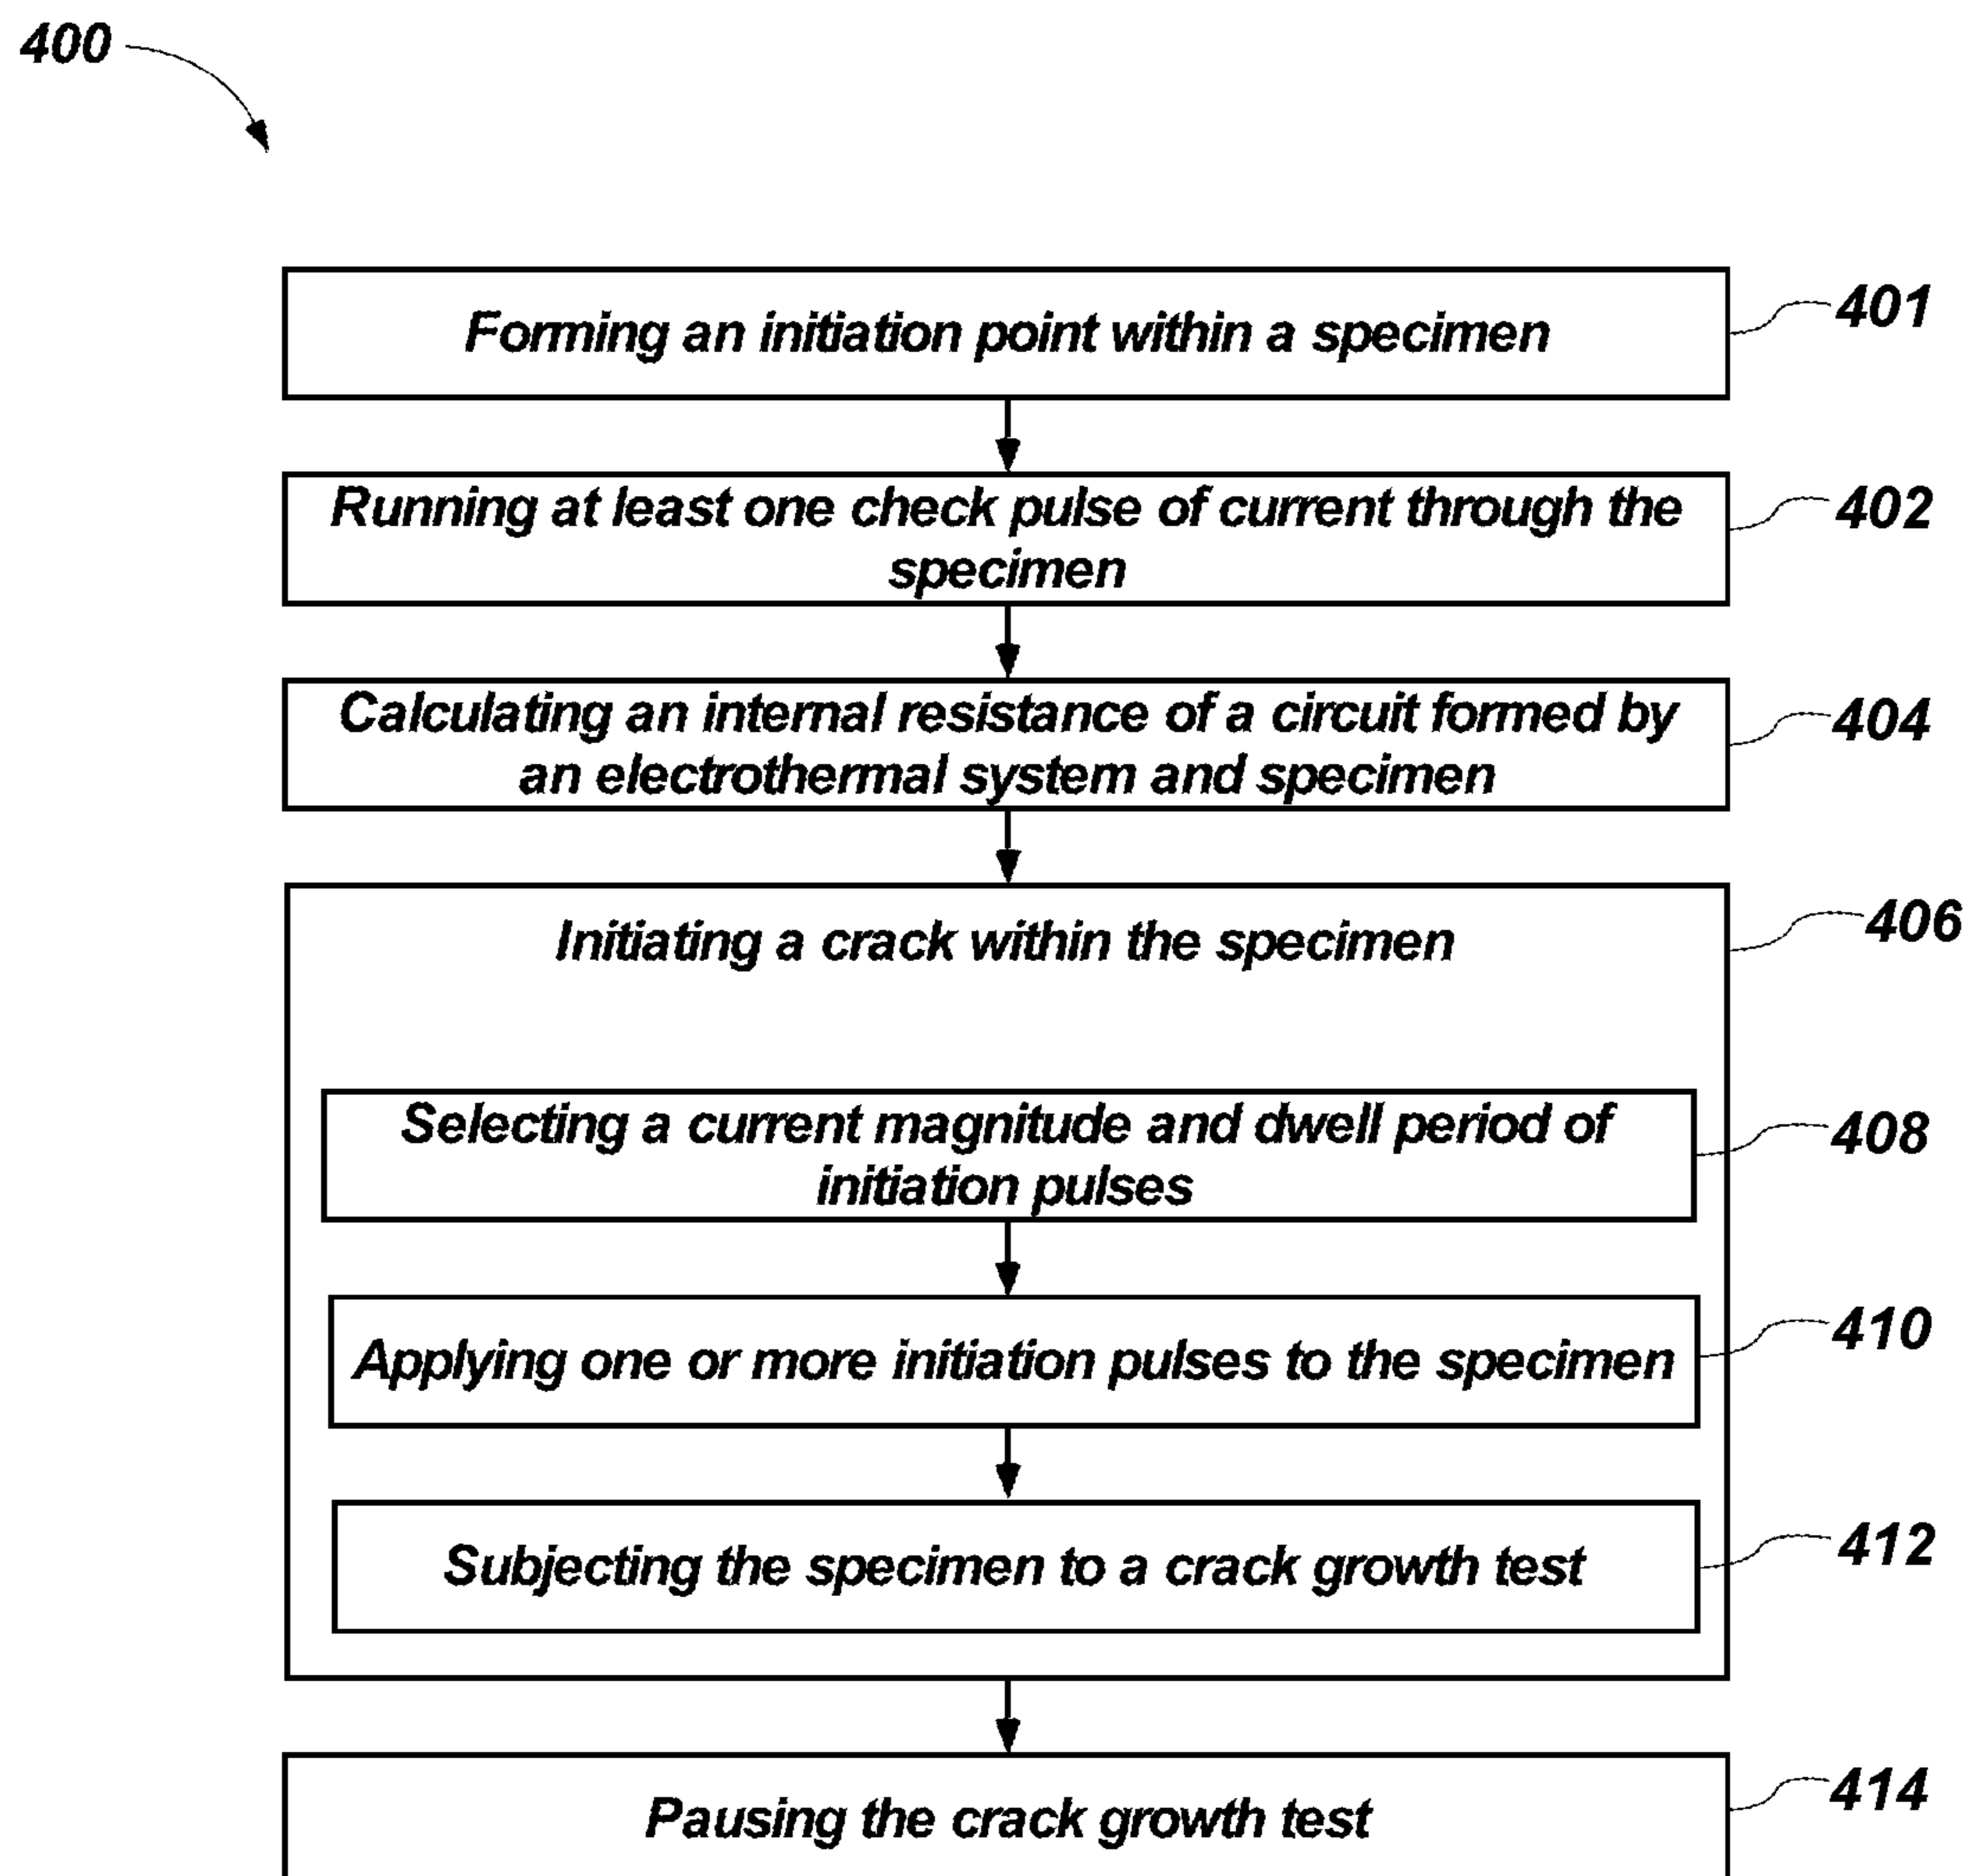 400
Forming an initiation point within a specimen
401
Running at least one check pulse of current through the
specimen
402
Calculating an internal resistance of a circuit formed by
an electrothermal system and specimen
404
Initiating a crack within the specimen
406
Selecting a current magnitude and dwell period of
initiation pulses
408
Applying one or more initiation pulses to the specimen
410
Subjecting the specimen to a crack growth test
412
Pausing the crack growth test
414